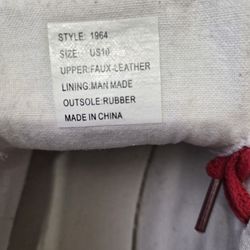 STYLE: 1964
SIZE: US10
UPPER:FAUX-LEATHER
LINING:MAN MADE
OUTSOLE:RUBBER
MADE IN CHINA